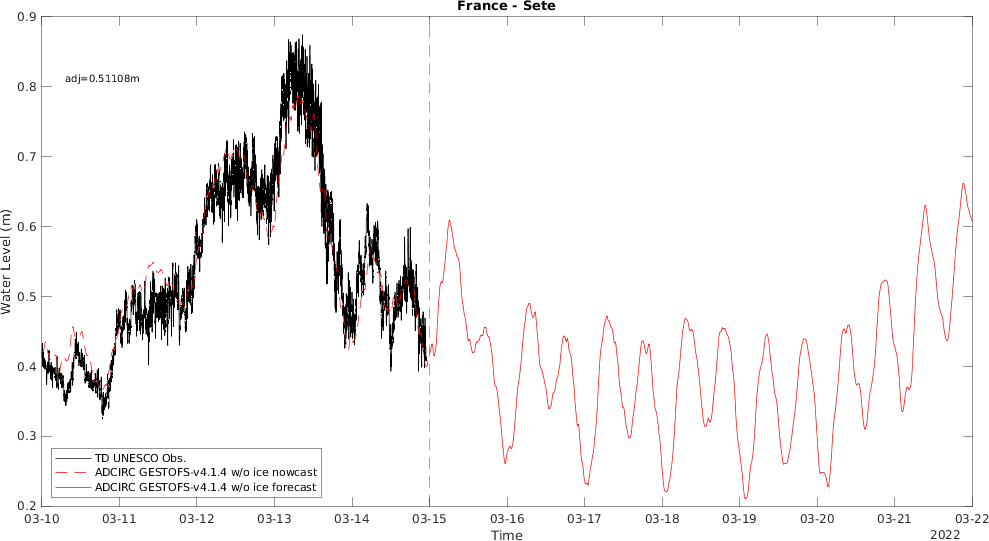 France - Sete
adj=0.51108m
Water Level (m)
0.9
0.8
0.7
0.6
0.5
0.4
0.3
0.2
TD UNESCO Obs.
ADCIRC GESTOFS-v4.1.4 w/o ice nowcast
ADCIRC GESTOFS-v4.1.4 w/o ice forecast
03-10 03-11 03-12 03-13 03-14 03-15 03-16 03-17 03-18 03-19 03-20 03-21 03-22
Time
2022